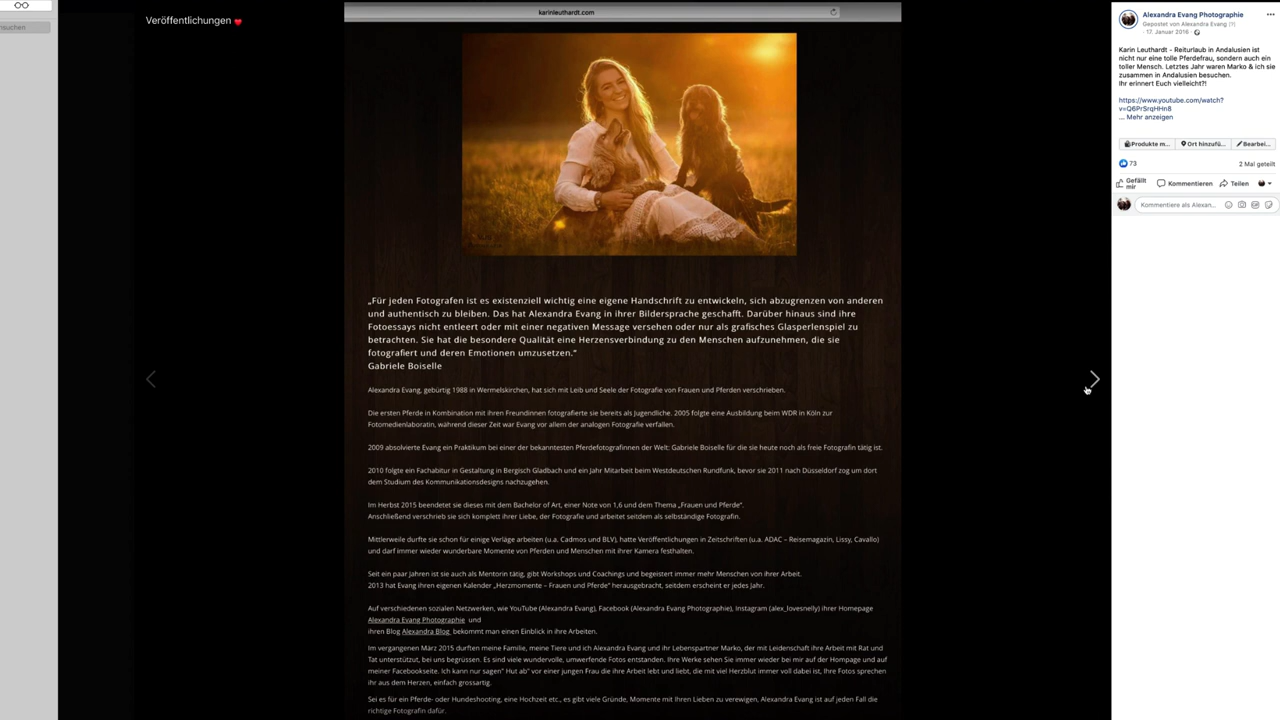 suchen
Veröffentlichungen
karinleuthardt.com
„Für jeden Fotografen ist es existenziell wichtig eine eigene Handschrift zu entwickeln, sich abzugrenzen von anderen
und authentisch zu bleiben. Das hat Alexandra Evang in ihrer Bildersprache geschafft. Darüber hinaus sind ihre
Fotoessays nicht entleert oder mit einer negativen Message versehen oder nur als grafisches Glasperlenspiel zu
betrachten. Sie hat die besondere Qualität eine Herzensverbindung zu den Menschen aufzunehmen, die sie
fotografiert und deren Emotionen umzusetzen."
Gabriele Boiselle
Alexandra Evang, gebürtig 1988 in Wermelskirchen, hat sich mit Leib und Seele der Fotografie von Frauen und Pferden verschrieben.
Die ersten Pferde in Kombination mit ihren Freundinnen fotografierte sie bereits als Jugendliche. 2005 folgte eine Ausbildung beim WDR in Köln zur
Fotomedienlaborantin, während dieser Zeit war Evang vor allem der analogen Fotografie verfallen.
2009 absolvierte Evang ein Praktikum bei einer der bekanntesten Pferdefotografinnen der Welt: Gabriele Boiselle für die sie heute noch als freie Fotografin tätig ist.
2010 folgte ein Fachabitur in Gestaltung in Bergisch Gladbach und ein Jahr Mitarbeit beim Westdeutschen Rundfunk, bevor sie 2011 nach Düsseldorf zog um dort
dem Studium des Kommunikationsdesigns nachzugehen.
Im Herbst 2015 beendetet sie dieses mit dem Bachelor of Art, einer Note von 1,6 und dem Thema „Frauen und Pferde".
Anschließend verschrieb sie sich komplett ihrer Liebe, der Fotografie und arbeitet seitdem als selbständige Fotografin.
Mittlerweile durfte sie schon für einige Verläge arbeiten (u.a. Cadmos und BLV), hatte Veröffentlichungen in Zeitschriften (u.a. ADAC – Reisemagazin, Lissy, Cavallo)
und darf immer wieder wunderbare Momente von Pferden und Menschen mit ihrer Kamera festhalten.
Seit ein paar Jahren ist sie auch als Mentorin tätig, gibt Workshops und Coachings und begeistert immer mehr Menschen von ihrer Arbeit.
2013 hat Evang ihren eigenen Kalender „Herzmomente – Frauen und Pferde" herausgebracht, seitdem erscheint er jedes Jahr.
Auf verschiedenen sozialen Netzwerken, wie YouTube (Alexandra Evang), Facebook (Alexandra Evang Photographie), Instagram (alex_lovesnelly) ihrer Homepage
Alexandra Evang Photographie und
ihren Blog Alexandra Blog bekommt man einen Einblick in ihre Arbeiten.
Im vergangenen März 2015 durften meine Familie, meine Tiere und ich Alexandra Evang und ihr Lebenspartner Marko, der mit Leidenschaft ihre Arbeit mit Rat und
Tat unterstützt, bei uns begrüssen. Es sind viele wundervolle, umwerfende Fotos entstanden. Ihre Werke sehen Sie immer wieder bei mir auf der Hompage und auf
meiner Facebookseite. Ich kann nur sagen" Hut ab" vor einer jungen Frau die ihre Arbeit lebt und liebt, die mit viel Herzblut immer voll dabei ist, Ihre Fotos sprechen
ihr aus dem Herzen, einfach grossartig.
Sei es für ein Pferde- oder Hundeshooting, eine Hochzeit etc., es gibt viele Gründe, Momente mit Ihren Lieben zu verewigen, Alexandra Evang ist auf jeden Fall die
richtige Fotografin dafür.
Alexandra Evang Photographie
Gepostet von Alexandra Evang [?]
· 17. Januar 2016 ·
Karin Leuthardt - Reiturlaub in Andalusien ist
nicht nur eine tolle Pferdefrau, sondern auch ein
toller Mensch. Letztes Jahr waren Marko & ich sie
zusammen in Andalusien besuchen.
Ihr erinnert Euch vielleicht?!
https://www.youtube.com/watch?
v=Q6PrSrqHHn8
... Mehr anzeigen
Produkte m... Ort hinzufü... Bearbei...
73 2 Mal geteilt
Gefällt
mir Kommentieren Teilen
Kommentiere als Alexan...